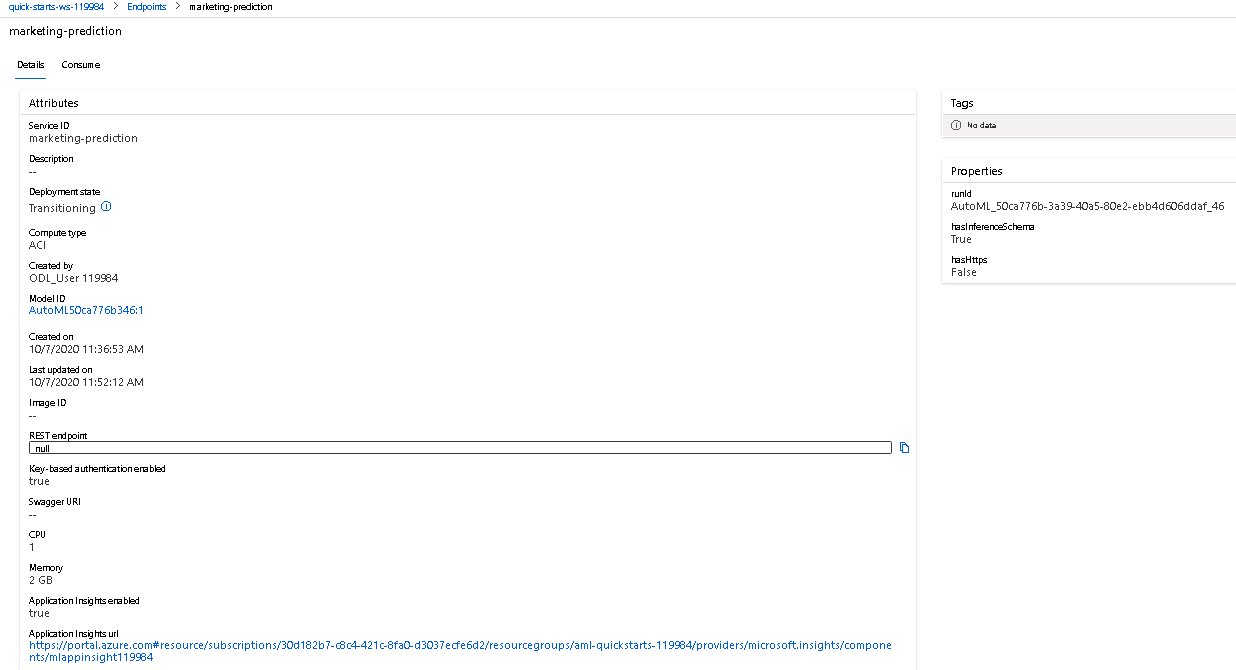 quick-starts-ws-119984 > Endpoints > marketing-prediction
marketing-prediction
Details Consume
Attributes
Service ID
marketing-prediction
Description
--
Deployment state
Transitioning
Compute type
ACI
Created by
ODL_User 119984
Model ID
AutoML50ca776b346:1
Created on
10/7/2020 11:36:53 AM
Last updated on
10/7/2020 11:52:12 AM
Image ID
--
REST endpoint
null
Key-based authentication enabled
true
Swagger URI
--
CPU
1
Memory
2 GB
Application Insights enabled
true
Application Insights url
https://portal.azure.com#resource/subscriptions/30d182b7-c8c4-421c-8fa0-d3037ecfe6d2/resourcegroups/aml-quickstarts-119984/providers/microsoft.insights/compone
nts/mlappinsight119984
Tags
No data
Properties
runId
AutoML_50ca776b-3a39-40a5-80e2-ebb4d606ddaf_46
hasInferenceSchema
True
hasHttps
False